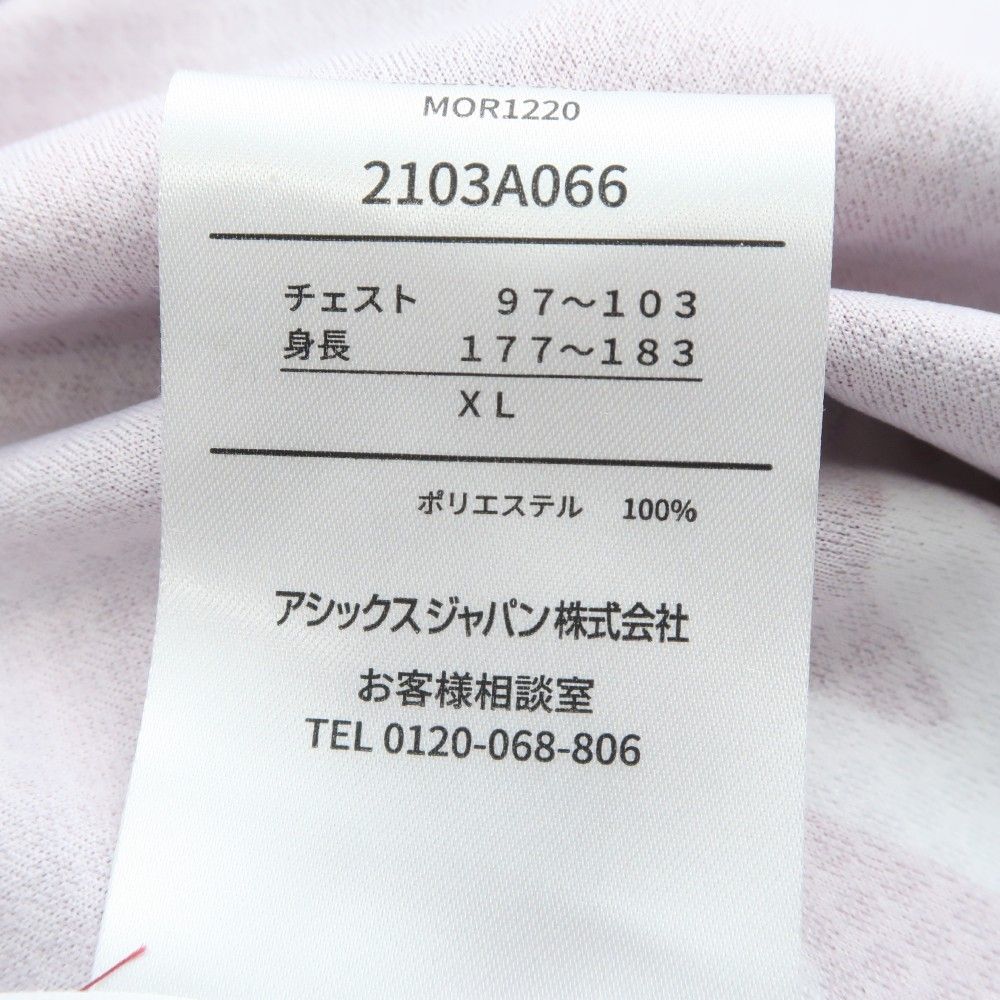 MOR1220
2103A066
チェスト ９７～１０３
身長 １７７～１８３
ＸＬ
ポリエステル 100%
アシックスジャパン株式会社
お客様相談室
TEL 0120-068-806